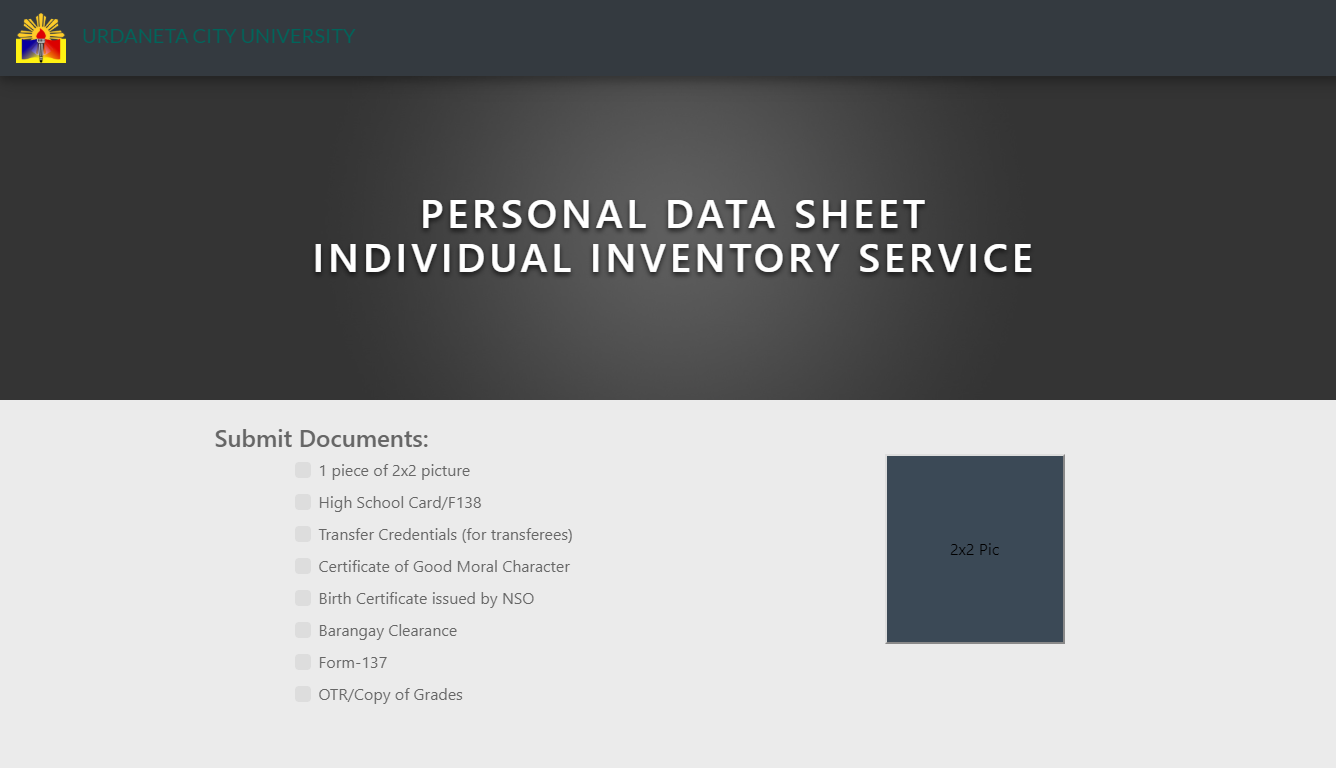 URDANETA CITY UNIVERSITY
PERSONAL DATA SHEET
INDIVIDUAL INVENTORY SERVICE
Submit Documents:
1 piece of 2x2 picture
High School Card/F138
Transfer Credentials (for transferees)
Certificate of Good Moral Character
Birth Certificate issued by NSO
Barangay Clearance
Form-137
OTR/Copy of Grades
2x2 Pic